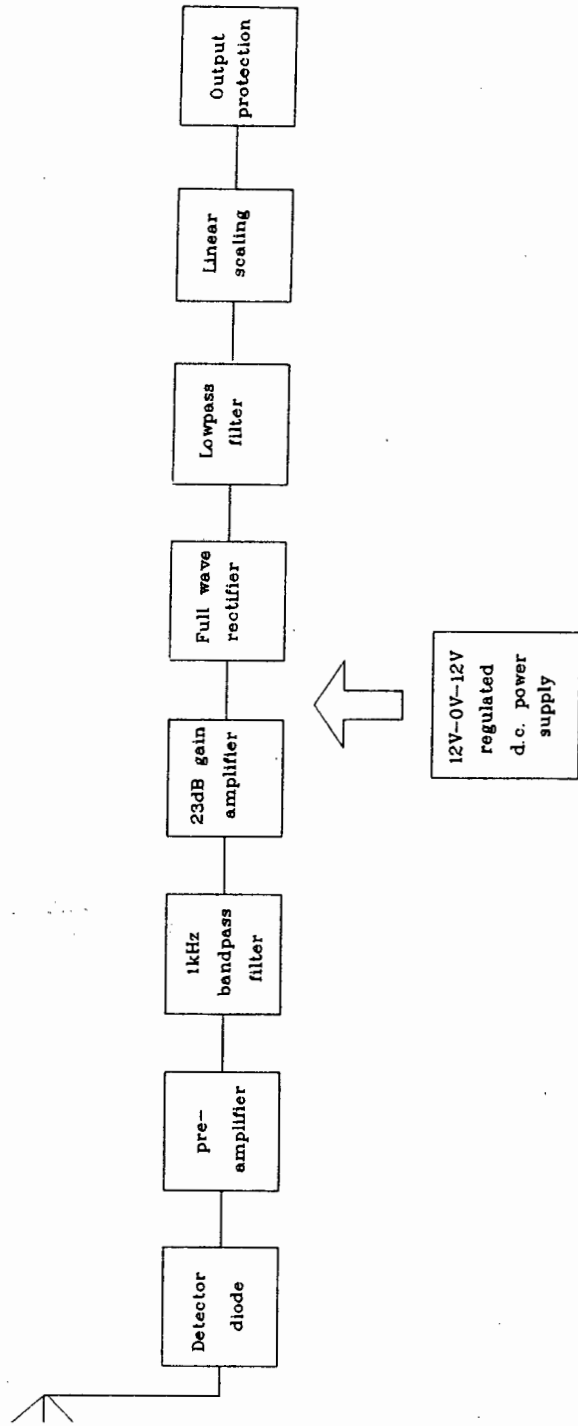 Detector
diode
pre-
amplifier
1kHz
bandpass
filter
23dB gain
amplifier
Full wave
rectifier
Lowpass
filter
Linear
scaling
Output
protection
12V-0V-12V
regulated
d.c. power
supply